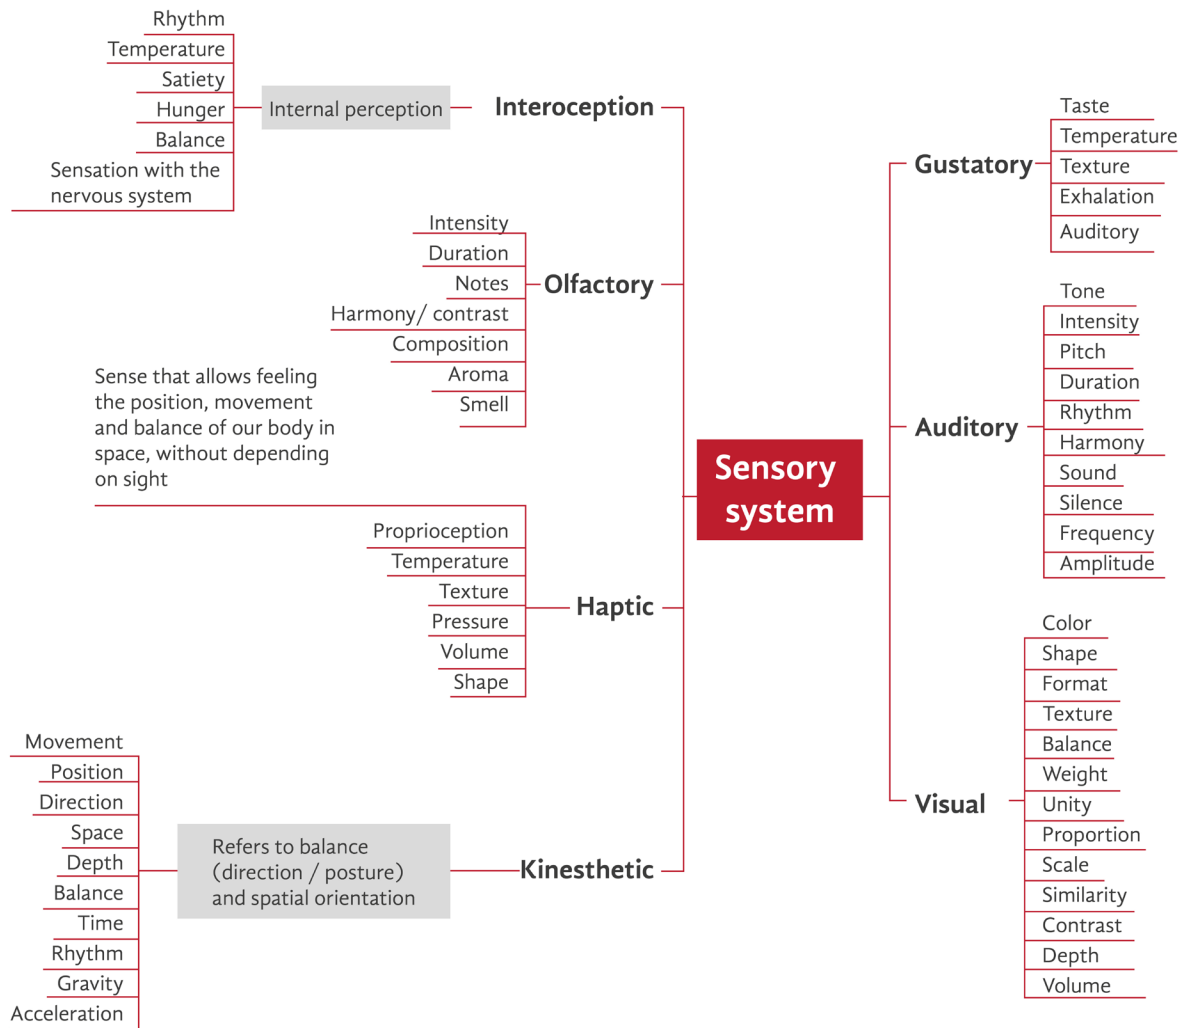 Sensory
system
Interoception
Internal perception
Rhythm
Temperature
Satiety
Hunger
Balance
Sensation with the
nervous system
Olfactory
Intensity
Duration
Notes
Harmony/ contrast
Composition
Aroma
Smell
Haptic
Sense that allows feeling
the position, movement
and balance of our body in
space, without depending
on sight
Proprioception
Temperature
Texture
Pressure
Volume
Shape
Kinesthetic
Refers to balance
(direction / posture)
and spatial orientation
Movement
Position
Direction
Space
Depth
Balance
Time
Rhythm
Gravity
Acceleration
Gustatory
Taste
Temperature
Texture
Exhalation
Auditory
Auditory
Tone
Intensity
Pitch
Duration
Rhythm
Harmony
Sound
Silence
Frequency
Amplitude
Visual
Color
Shape
Format
Texture
Balance
Weight
Unity
Proportion
Scale
Similarity
Contrast
Depth
Volume